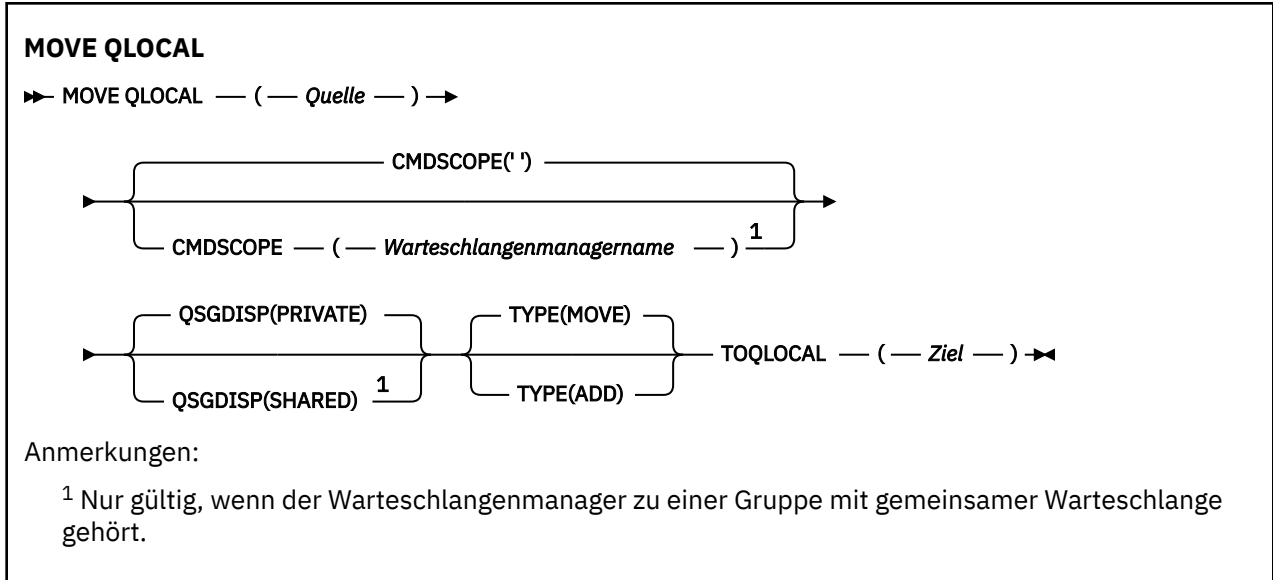 MOVE QLOCAL
MOVE QLOCAL ( Quelle )
CMDSCOPE(' ')
CMDSCOPE ( Warteschlangenmanagername ) 1
QSGDISP(PRIVATE) TYPE(MOVE)
TOQLOCAL ( Ziel )
QSGDISP(SHARED) 1 TYPE(ADD)
Anmerkungen:
1 Nur gültig, wenn der Warteschlangenmanager zu einer Gruppe mit gemeinsamer Warteschlange
gehört.